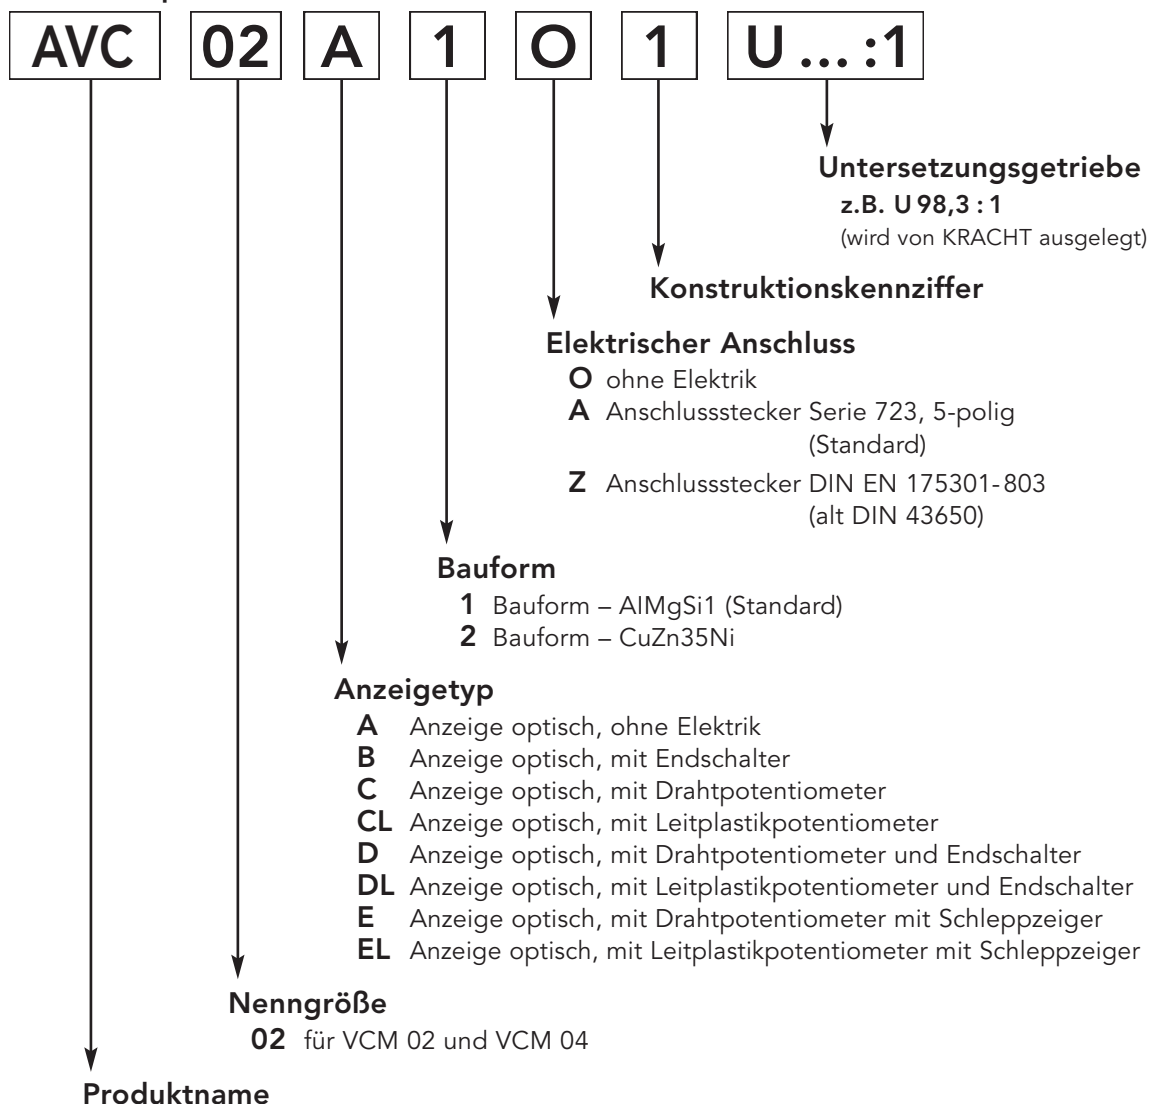 AVC 02 A 1 O 1 U ... :1
Untersetzungsgetriebe
z.B. U 98,3 : 1
(wird von KRACHT ausgelegt)
Konstruktionskennziffer
Elektrischer Anschluss
O ohne Elektrik
A Anschlussstecker Serie 723, 5-polig
(Standard)
Z Anschlussstecker DIN EN 175301-803
(alt DIN 43650)
Bauform
1 Bauform – AlMgSi1 (Standard)
2 Bauform – CuZn35Ni
Anzeigetyp
A Anzeige optisch, ohne Elektrik
B Anzeige optisch, mit Endschalter
C Anzeige optisch, mit Drahtpotentiometer
CL Anzeige optisch, mit Leitplastikpotentiometer
D Anzeige optisch, mit Drahtpotentiometer und Endschalter
DL Anzeige optisch, mit Leitplastikpotentiometer und Endschalter
E Anzeige optisch, mit Drahtpotentiometer mit Schleppzeiger
EL Anzeige optisch, mit Leitplastikpotentiometer mit Schleppzeiger
Nenngröße
02 für VCM 02 und VCM 04
Produktname